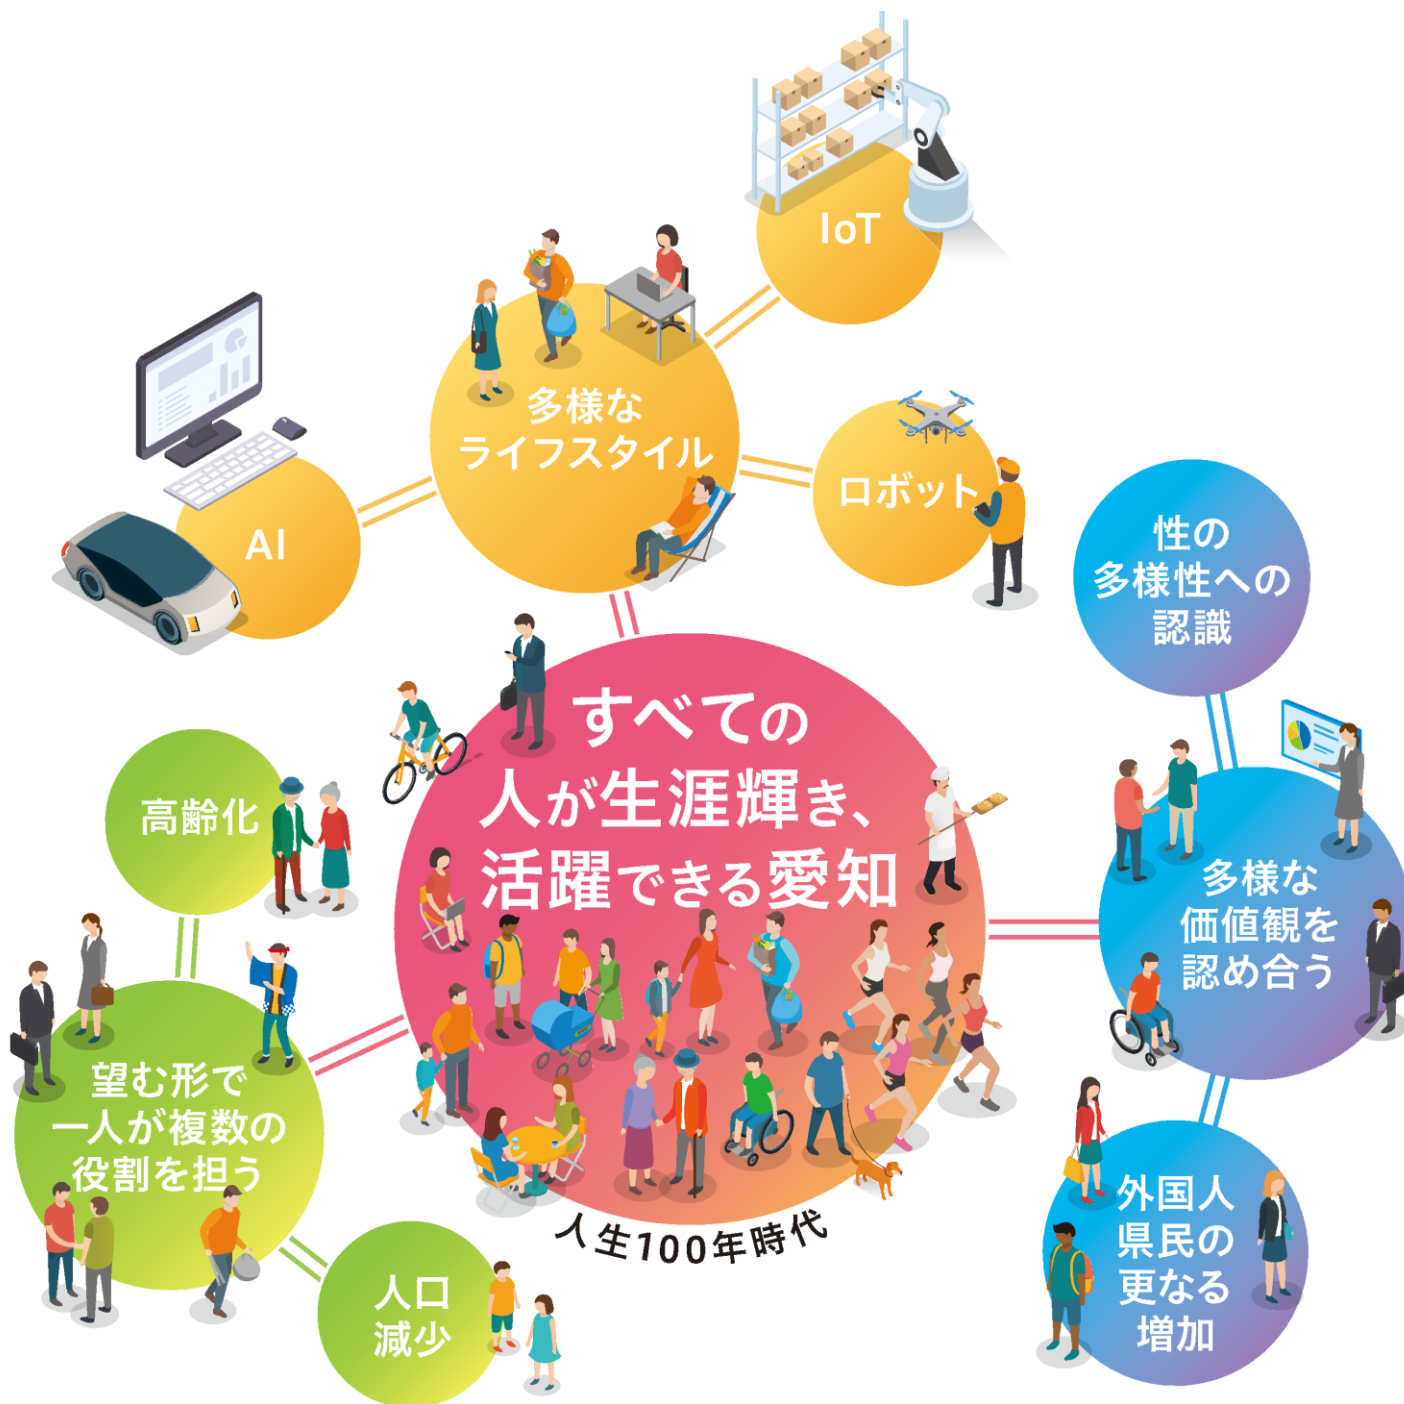 IoT
多様な
ライフスタイル
ロボット
AI
性の
多様性への
認識
すべての
人が生涯輝き、
活躍できる愛知
人生100年時代
高齢化
多様な
価値観を
認め合う
望む形で
一人が複数の
役割を担う
外国人
県民の
更なる
増加
人口
減少